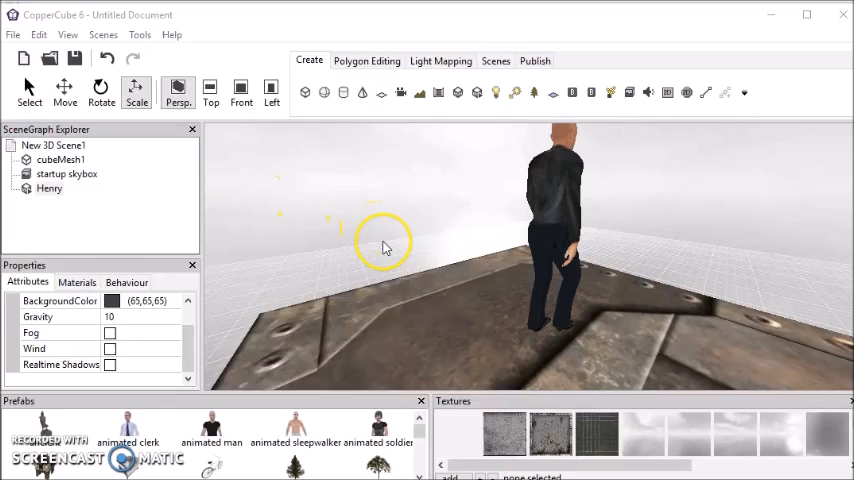 CopperCube 6 - Untitled Document
File Edit View Scenes Tools Help
Create Polygon Editing Light Mapping Scenes Publish
Select Move Rotate Scale Persp. Top Front Left
2D
SceneGraph Explorer
New 3D Scene1
cubeMesh1
startup skybox
Henry
Properties
Attributes Materials Behaviour
BackgroundColor (65,65,65)
Gravity 10
Fog
Wind
Realtime Shadows
Prefabs
Textures
animated clerk animated man animated sleepwalker animated soldier
RECORDED WITH
SCREENCAST MATIC
add... + - none selected